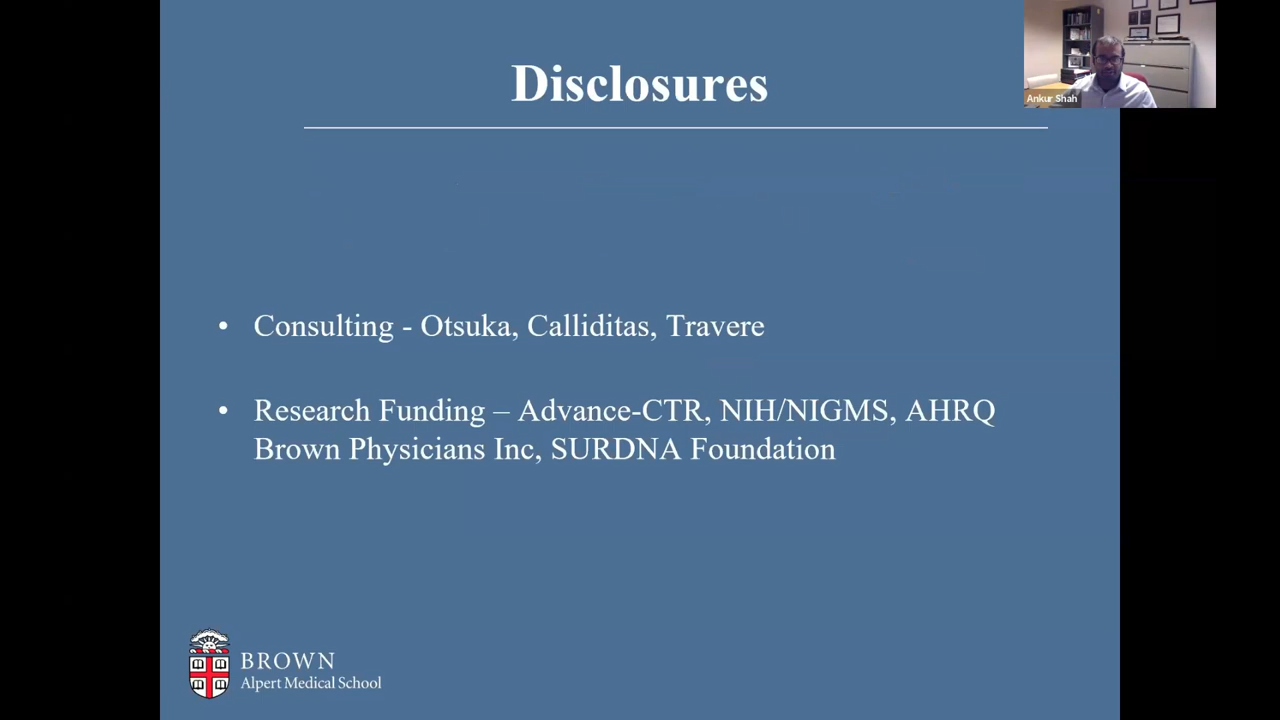 Disclosures
Ankur Shah
• Consulting - Otsuka, Calliditas, Travere
• Research Funding – Advance-CTR, NIH/NIGMS, AHRQ
Brown Physicians Inc, SURDNA Foundation
BROWN
Alpert Medical School